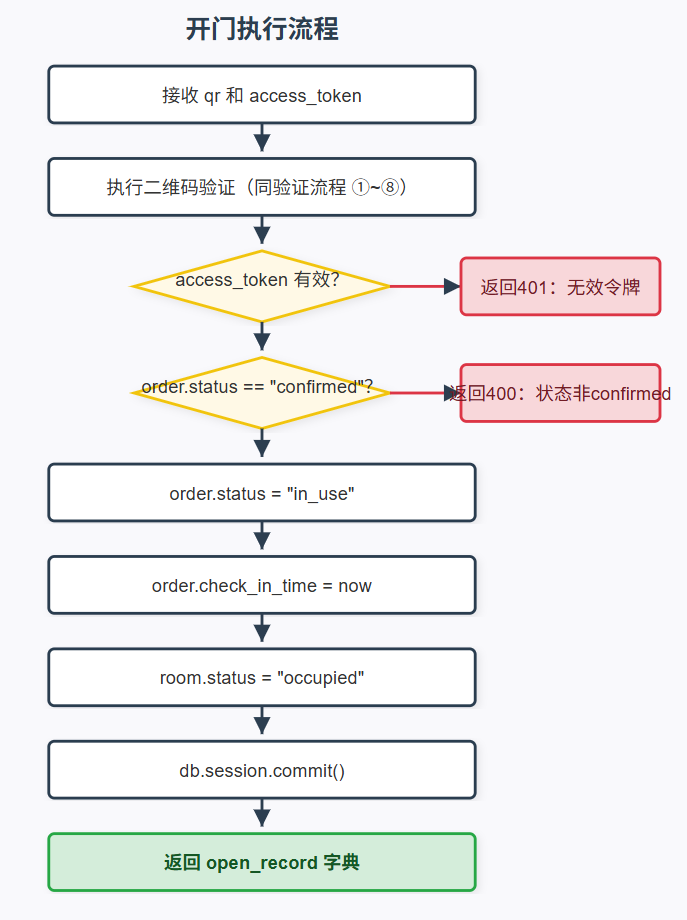 开门执行流程
接收 qr 和 access_token
执行二维码验证（同验证流程 ①~⑧）
access_token 有效?
返回401：无效令牌
order.status == "confirmed"?
返回400：状态非confirmed
order.status = "in_use"
order.check_in_time = now
room.status = "occupied"
db.session.commit()
返回 open_record 字典